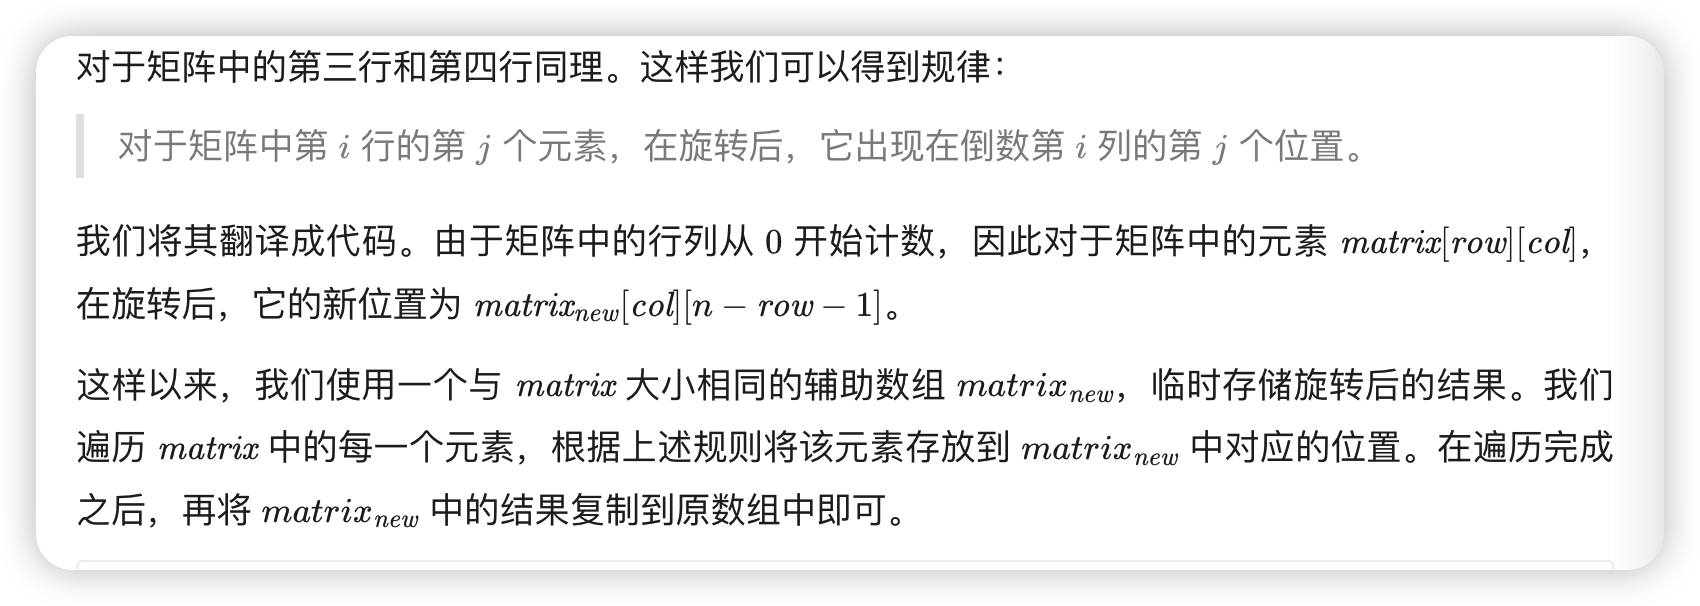 对于矩阵中的第三行和第四行同理。这样我们可以得到规律：
对于矩阵中第 i 行的第 j 个元素，在旋转后，它出现在倒数第 i 列的第 j 个位置。
我们将其翻译成代码。由于矩阵中的行列从 0 开始计数，因此对于矩阵中的元素 matrix[row][col]，
在旋转后，它的新位置为 matrix_{new}[col][n − row − 1]。
这样以来，我们使用一个与 matrix 大小相同的辅助数组 matrix_{new}，临时存储旋转后的结果。我们
遍历 matrix 中的每一个元素，根据上述规则将该元素存放到 matrix_{new} 中对应的位置。在遍历完成
之后，再将 matrix_{new} 中的结果复制到原数组中即可。